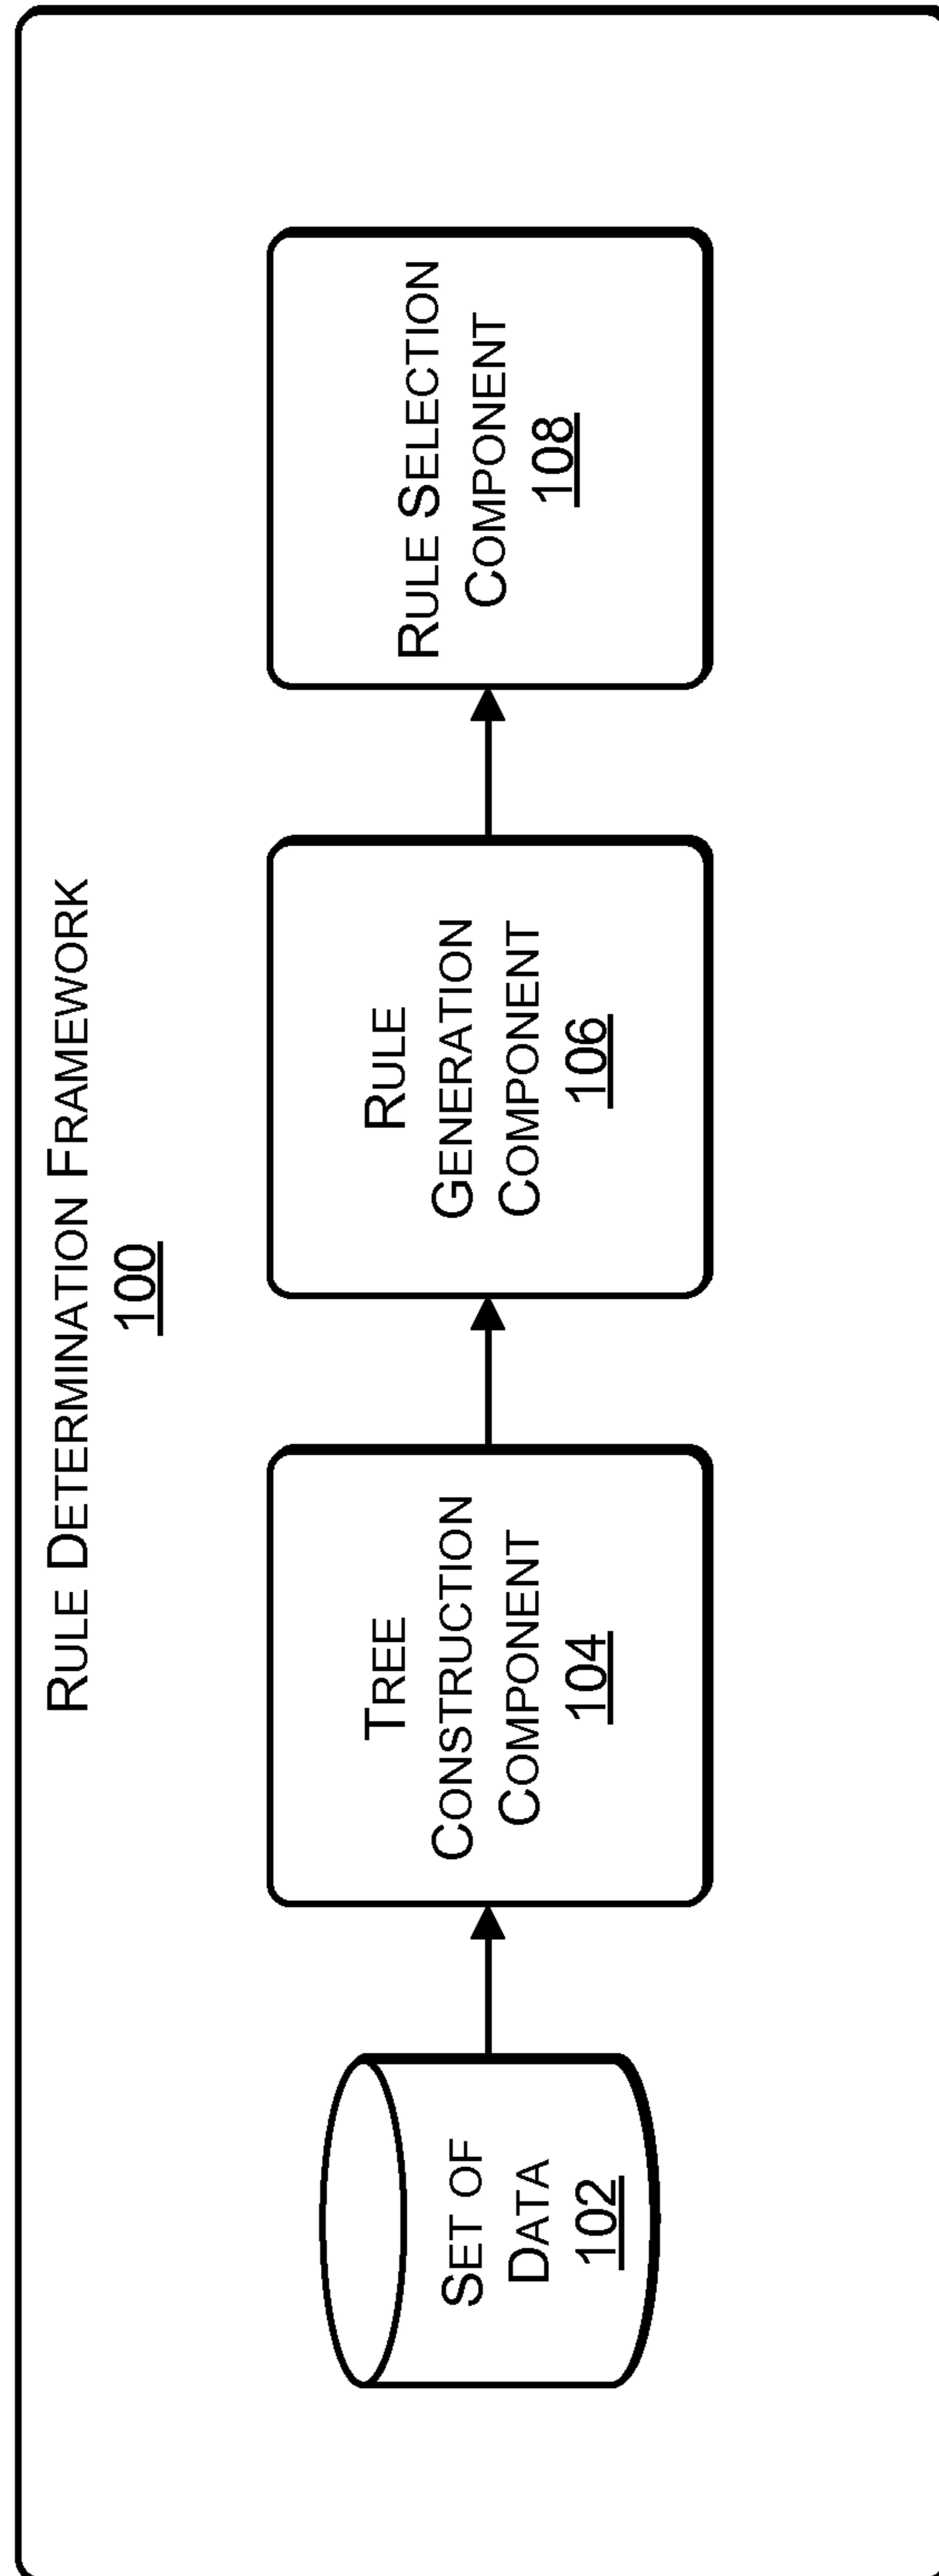 RULE DETERMINATION FRAMEWORK
100
SET OF
DATA
102
TREE
CONSTRUCTION
COMPONENT
104
RULE
GENERATION
COMPONENT
106
RULE SELECTION
COMPONENT
108